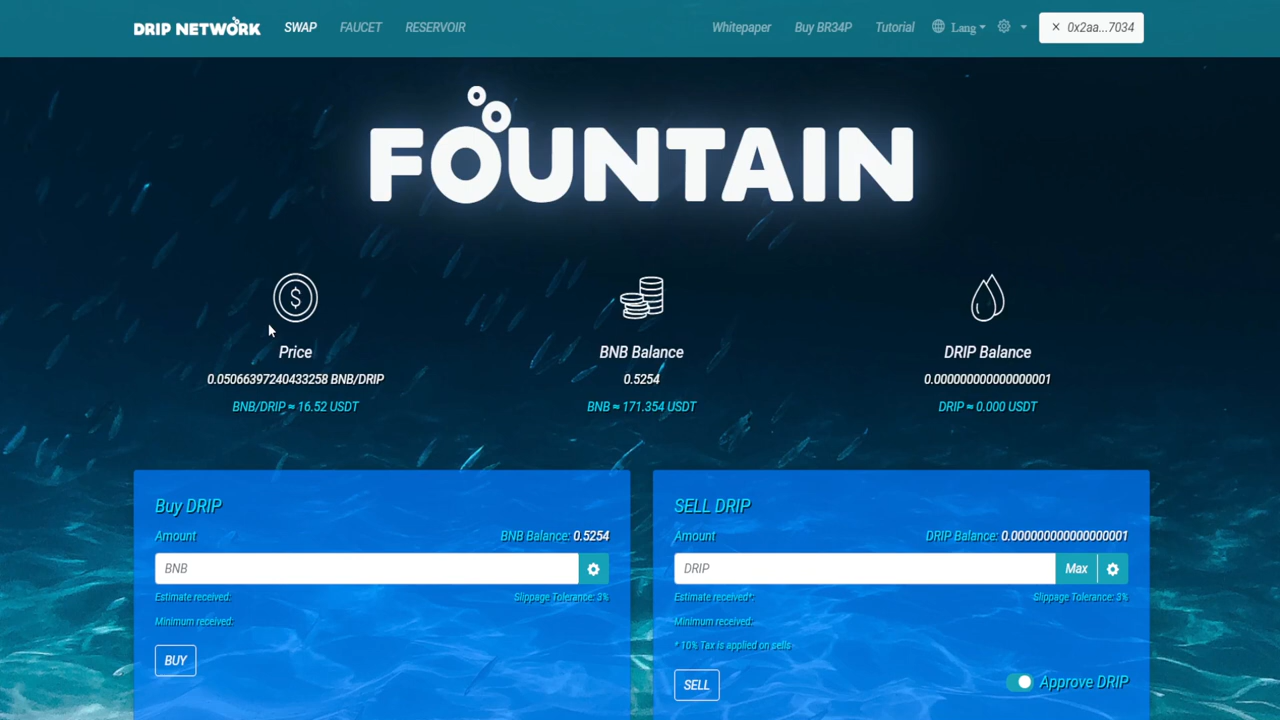 DRIP NETWORK SWAP FAUCET RESERVOIR Whitepaper Buy BR34P Tutorial Lang × 0x2aa...7034
FOUNTAIN
Price
0.05066397240433258 BNB/DRIP
BNB/DRIP ≈ 16.52 USDT
BNB Balance
0.5254
BNB ≈ 171.354 USDT
DRIP Balance
0.000000000000000001
DRIP ≈ 0.000 USDT
Buy DRIP
Amount BNB Balance: 0.5254
BNB
Estimate received: Slippage Tolerance: 3%
Minimum received:
BUY
SELL DRIP
Amount DRIP Balance: 0.000000000000000001
DRIP Max
Estimate received*: Slippage Tolerance: 3%
Minimum received:
* 10% Tax is applied on sells
SELL Approve DRIP